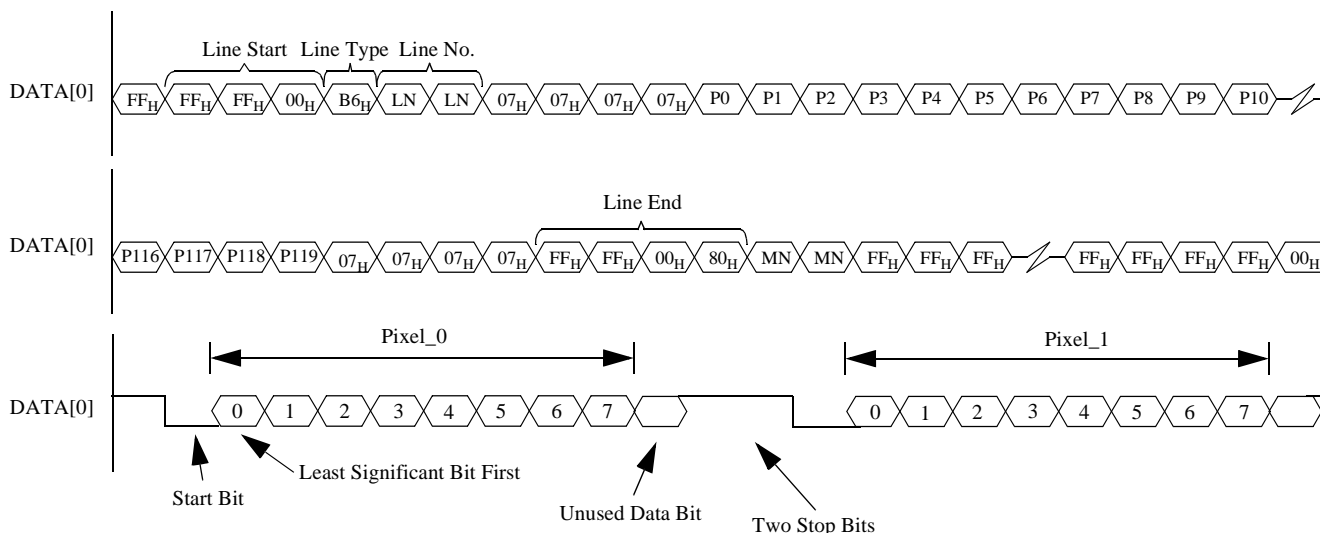 Line Start Line Type Line No.
DATA[0] FFH FFH FFH 00H B6H LN LN 07H 07H 07H 07H P0 P1 P2 P3 P4 P5 P6 P7 P8 P9 P10
Line End
DATA[0] P116 P117 P118 P119 07H 07H 07H 07H FFH FFH 00H 80H MN MN FFH FFH FFH FFH FFH FFH FFH 00H
Pixel_0 Pixel_1
DATA[0] 0 1 2 3 4 5 6 7 0 1 2 3 4 5 6 7
Least Significant Bit First
Start Bit
Unused Data Bit Two Stop Bits